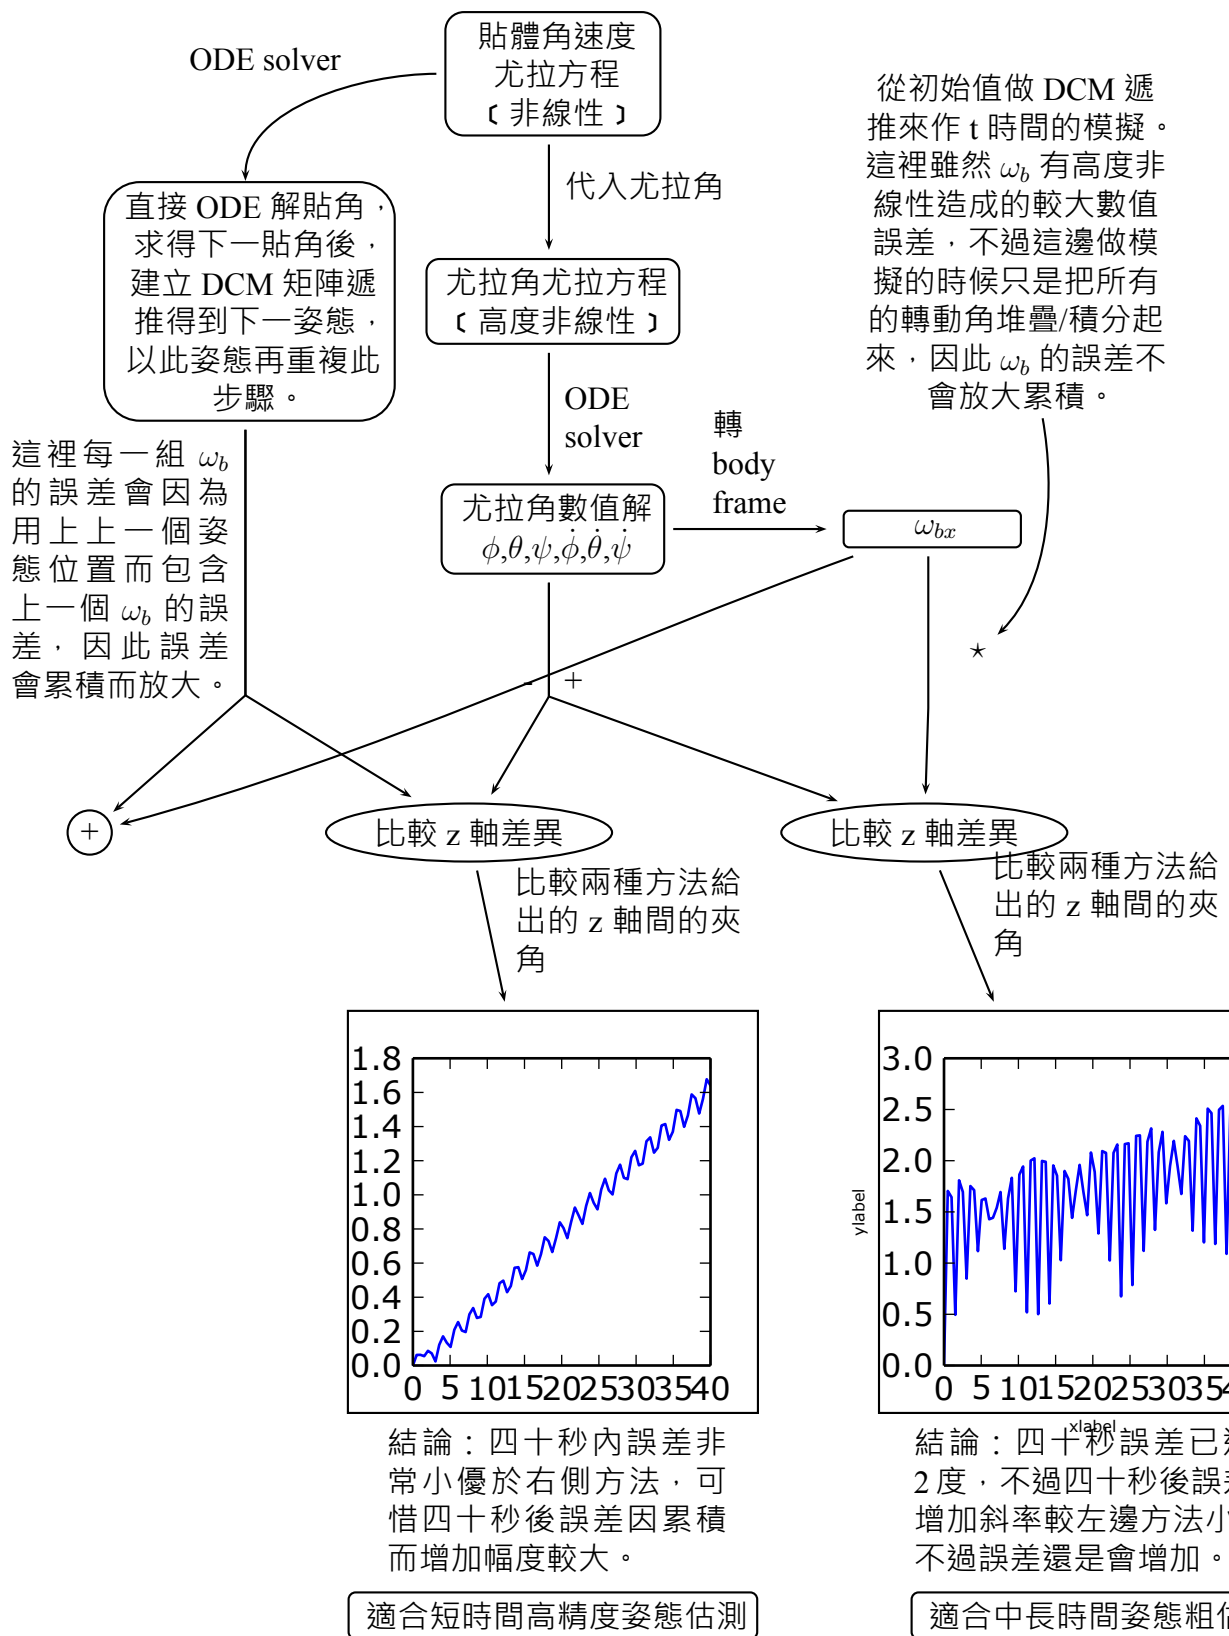 貼體角速度
尤拉方程
﹝非線性﹞
ODE solver
代入尤拉角
直接 ODE 解貼角，
求得下一貼角後，
建立 DCM 矩陣遞
推得到下一姿態，
以此姿態再重複此
步驟。
尤拉角尤拉方程
﹝高度非線性﹞
從初始值做 DCM 遞
推來作 t 時間的模擬。
這裡雖然 ω_b 有高度非
線性造成的較大數值
誤差，不過這邊做模
擬的時候只是把所有
的轉動角堆疊/積分起
來，因此 ω_b 的誤差不
會放大累積。
ODE
solver
轉
body
frame
這裡每一組 ω_b
的誤差會因為
用上上一個姿
態位置而包含
上一個 ω_b 的誤
差，因此誤差
會累積而放大。
尤拉角數值解
ϕ,θ,ψ,ϕ̇,θ̇,ψ̇
ω_{bx}
⋆
- +
+
比較 z 軸差異
比較 z 軸差異
比較兩種方法給
出的 z 軸間的夾
角
比較兩種方法給
出的 z 軸間的夾
角
1.8
1.6
1.4
1.2
1.0
0.8
0.6
0.4
0.2
0.0
0 5 10 15 20 25 30 35 40
3.0
2.5
2.0
1.5
1.0
0.5
0.0
ylabel
0 5 10 15 20 25 30 35
xlabel
結論：四十秒內誤差非
常小優於右側方法，可
惜四十秒後誤差因累積
而增加幅度較大。
適合短時間高精度姿態估測
結論：四十秒誤差已
2 度，不過四十秒後誤
增加斜率較左邊方法小
不過誤差還是會增加。
適合中長時間姿態粗